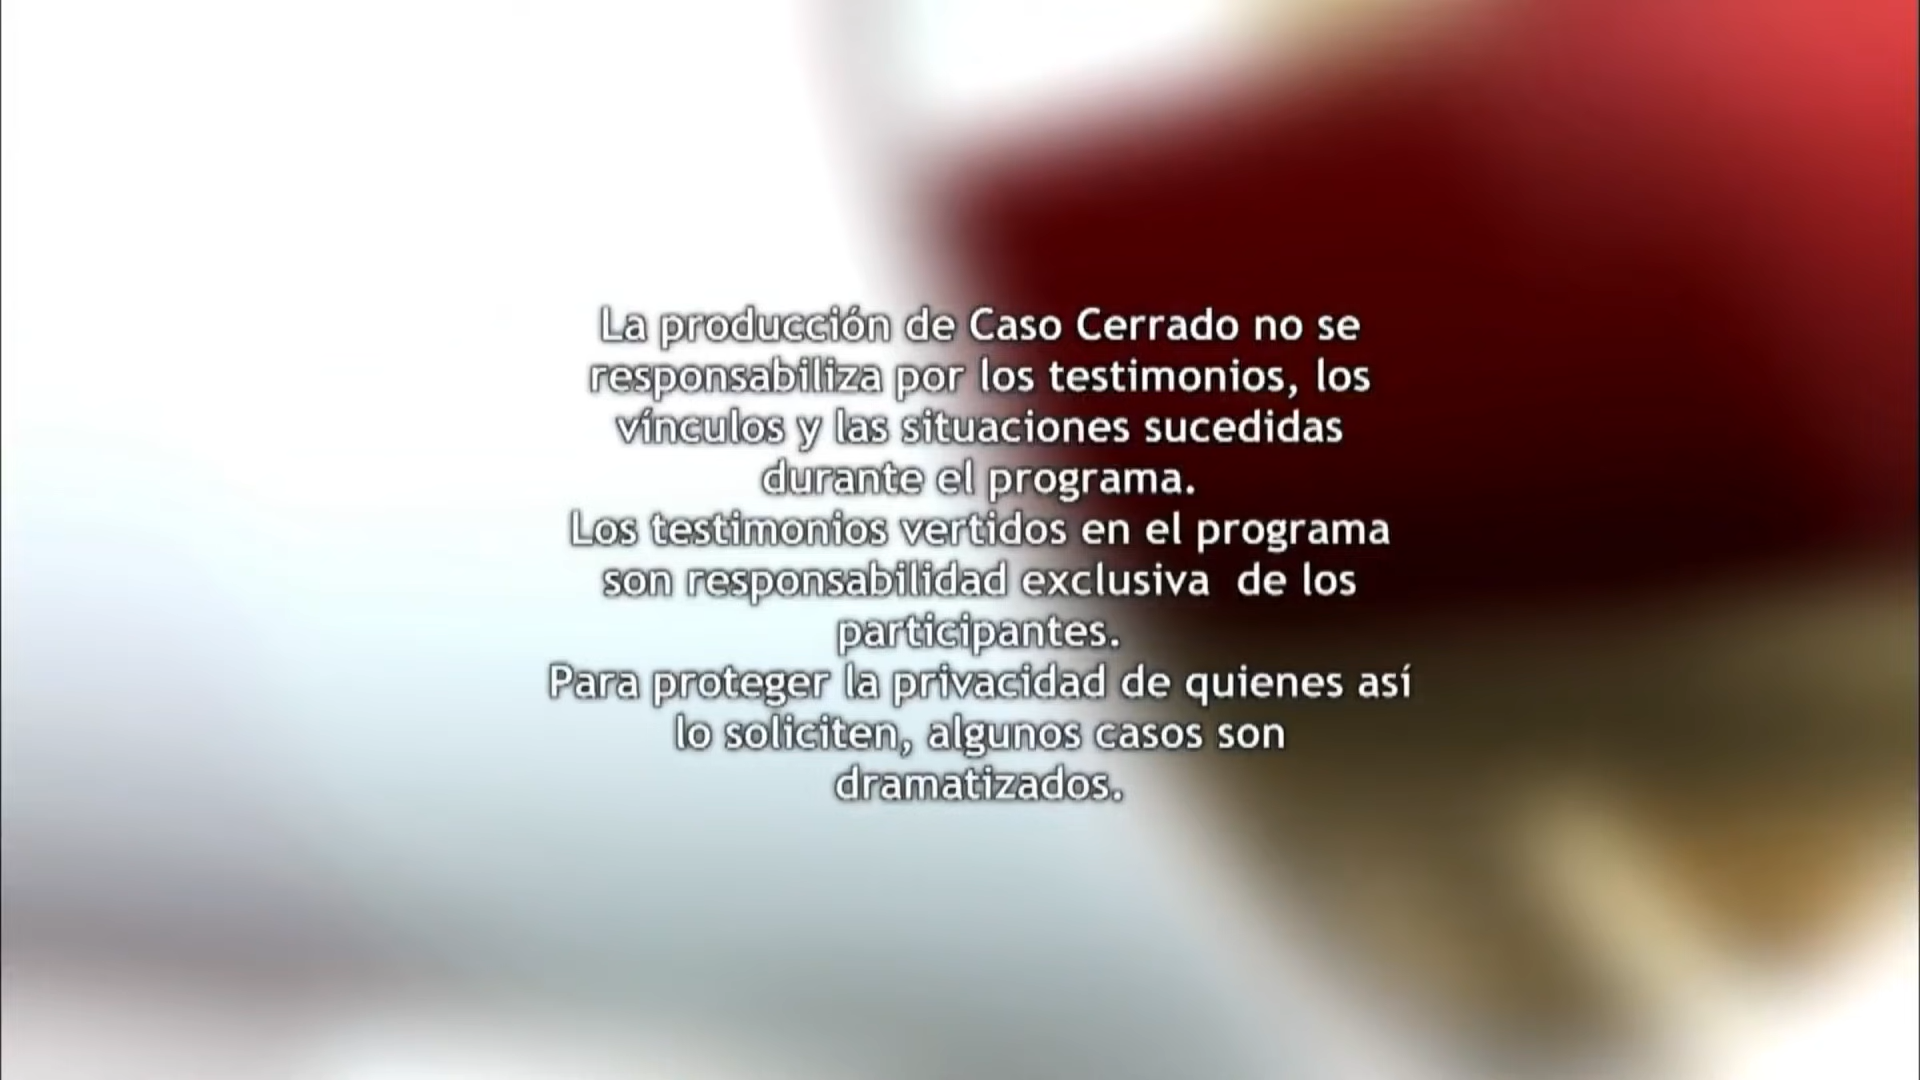 La producción de Caso Cerrado no se
responsabiliza por los testimonios, los
vínculos y las situaciones sucedidas
durante el programa.
Los testimonios vertidos en el programa
son responsabilidad exclusiva  de los
participantes.
Para proteger la privacidad de quienes así
lo soliciten, algunos casos son
dramatizados.